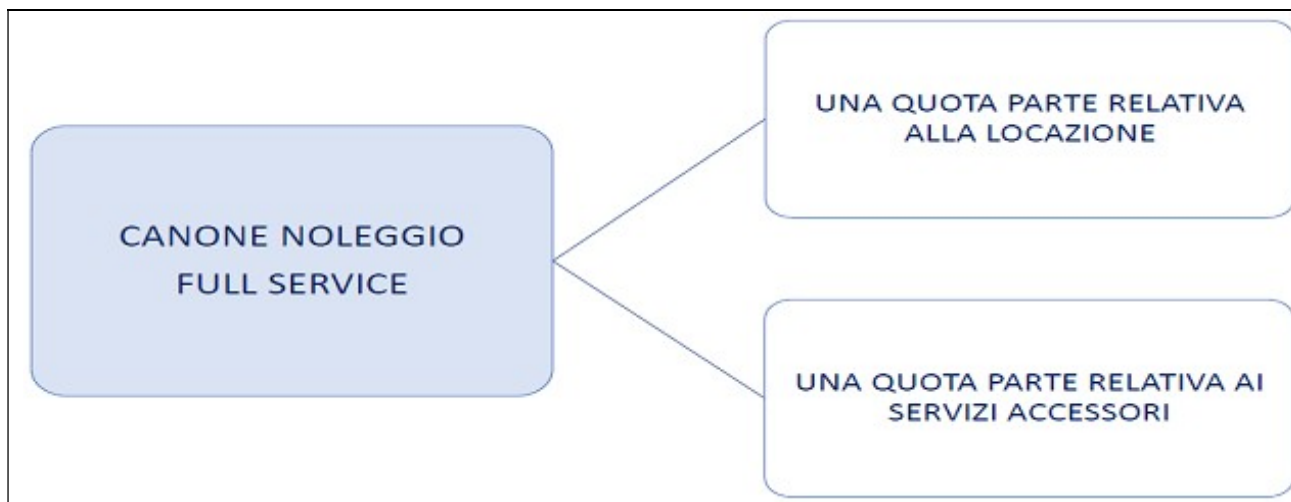 CANONE NOLEGGIO
FULL SERVICE
UNA QUOTA PARTE RELATIVA
ALLA LOCAZIONE
UNA QUOTA PARTE RELATIVA AI
SERVIZI ACCESSORI